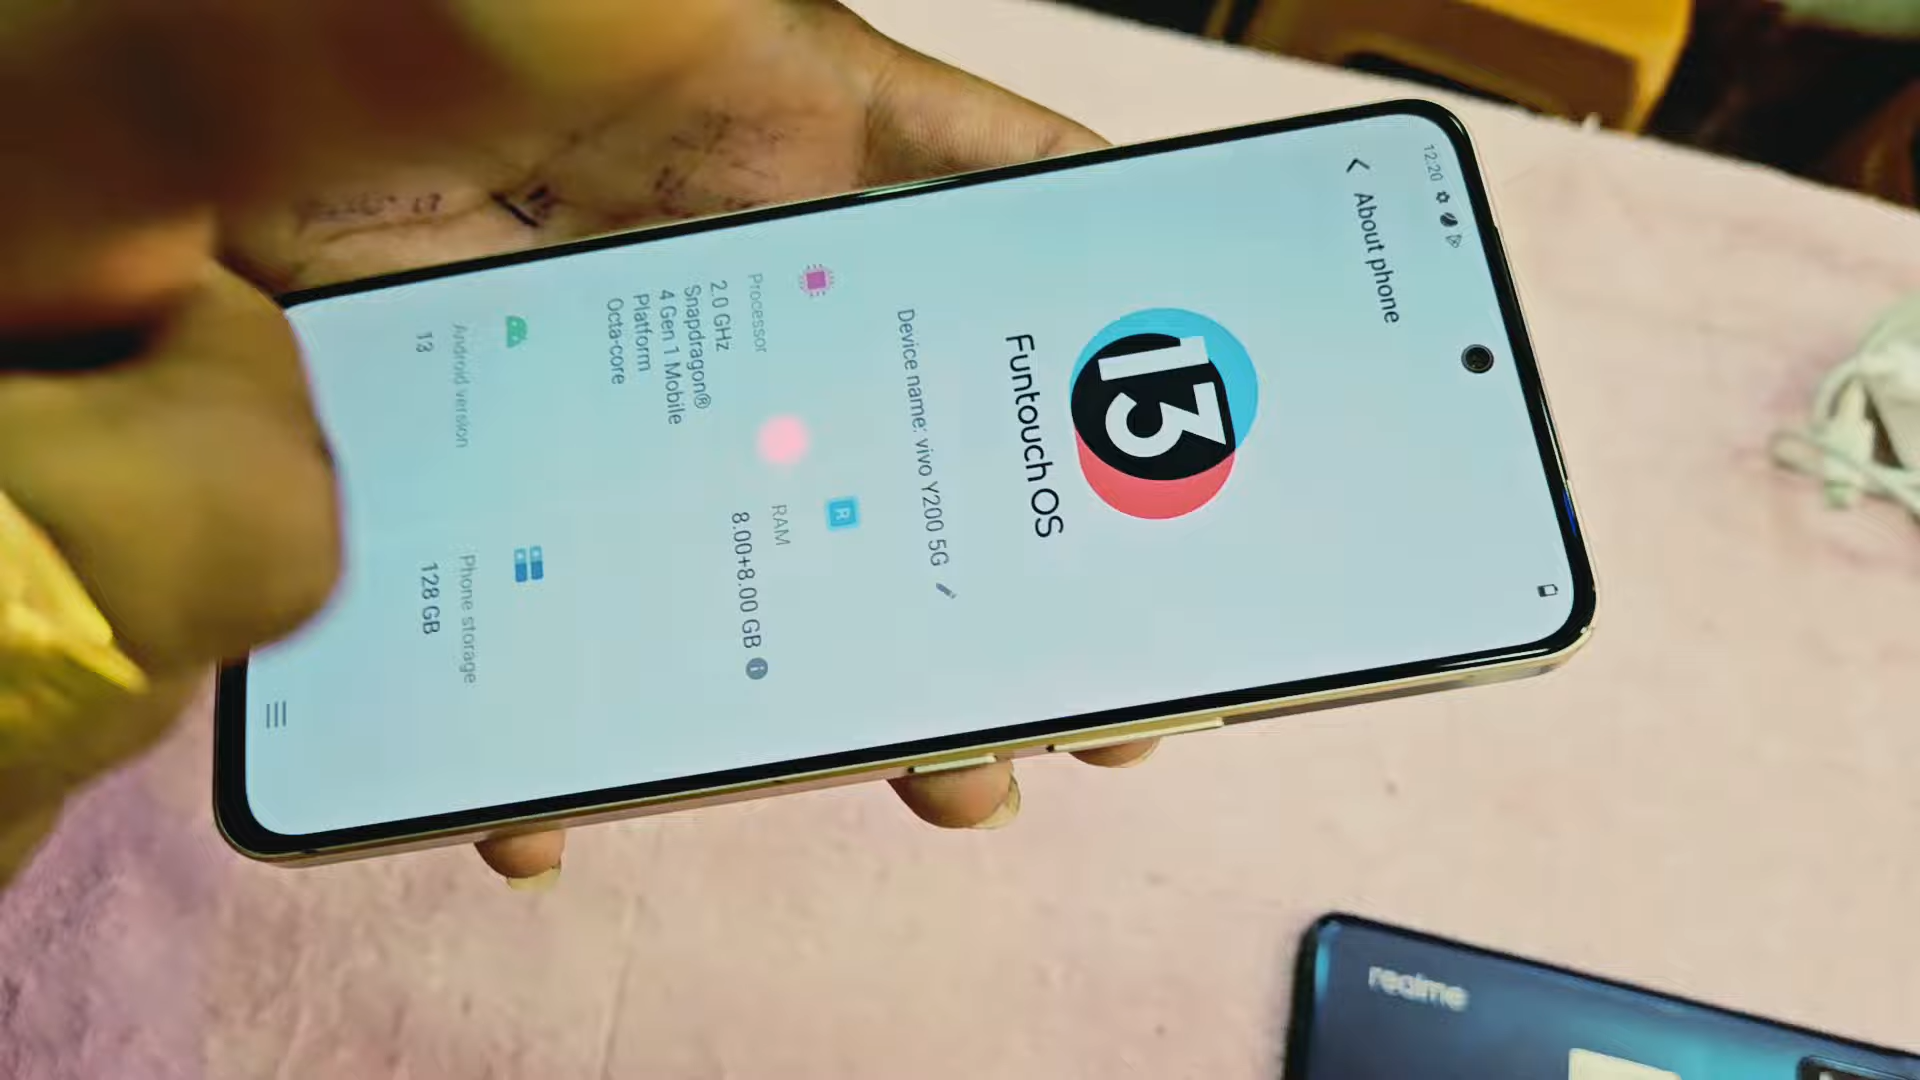 12:20
About phone
13
Funtouch OS
Device name: vivo Y200 5G
R
Processor
2.0 GHz
Snapdragon®
4 Gen 1 Mobile
Platform
Octa-core
RAM
8.00+8.00 GB
Android version
13
Phone storage
128 GB
realme